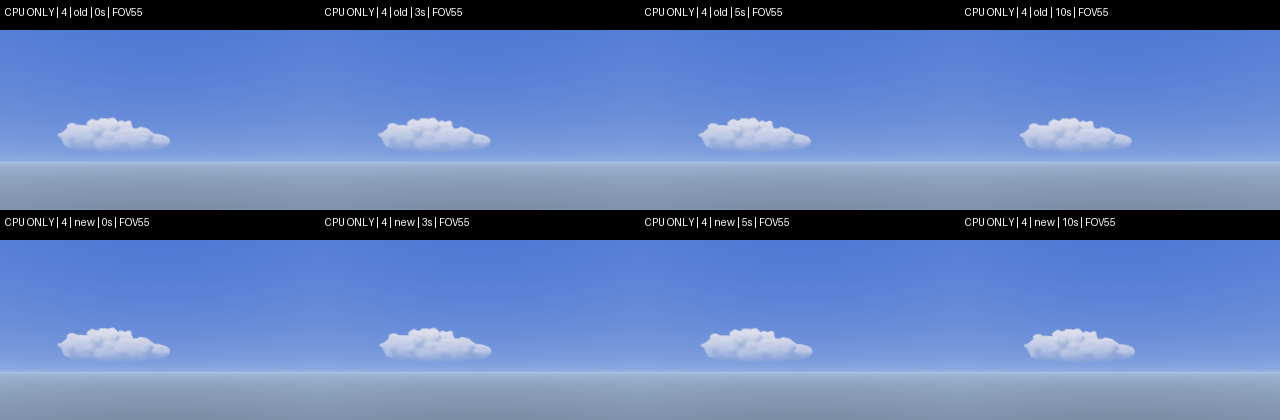 CPU ONLY | 4 | old | 0s | FOV55
CPU ONLY | 4 | old | 3s | FOV55
CPU ONLY | 4 | old | 5s | FOV55
CPU ONLY | 4 | old | 10s | FOV55
CPU ONLY | 4 | new | 0s | FOV55
CPU ONLY | 4 | new | 3s | FOV55
CPU ONLY | 4 | new | 5s | FOV55
CPU ONLY | 4 | new | 10s | FOV55